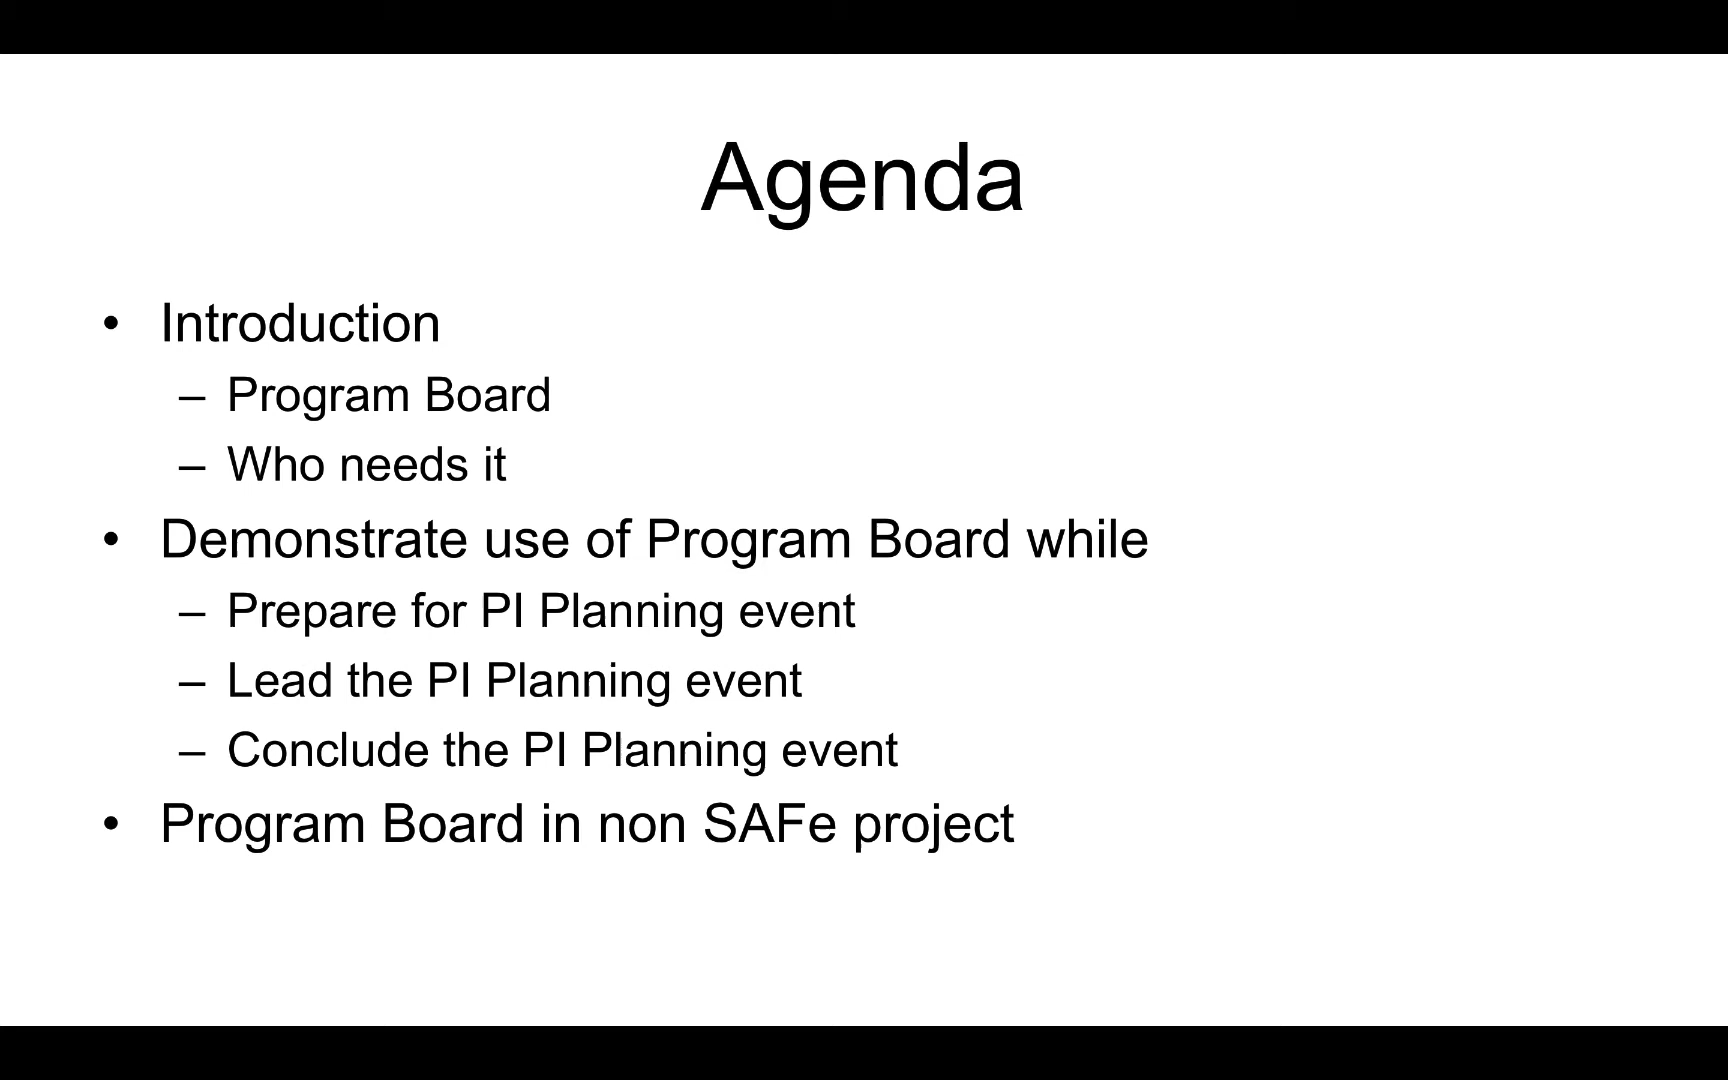 Agenda
• Introduction
– Program Board
– Who needs it
• Demonstrate use of Program Board while
– Prepare for PI Planning event
– Lead the PI Planning event
– Conclude the PI Planning event
• Program Board in non SAFe project